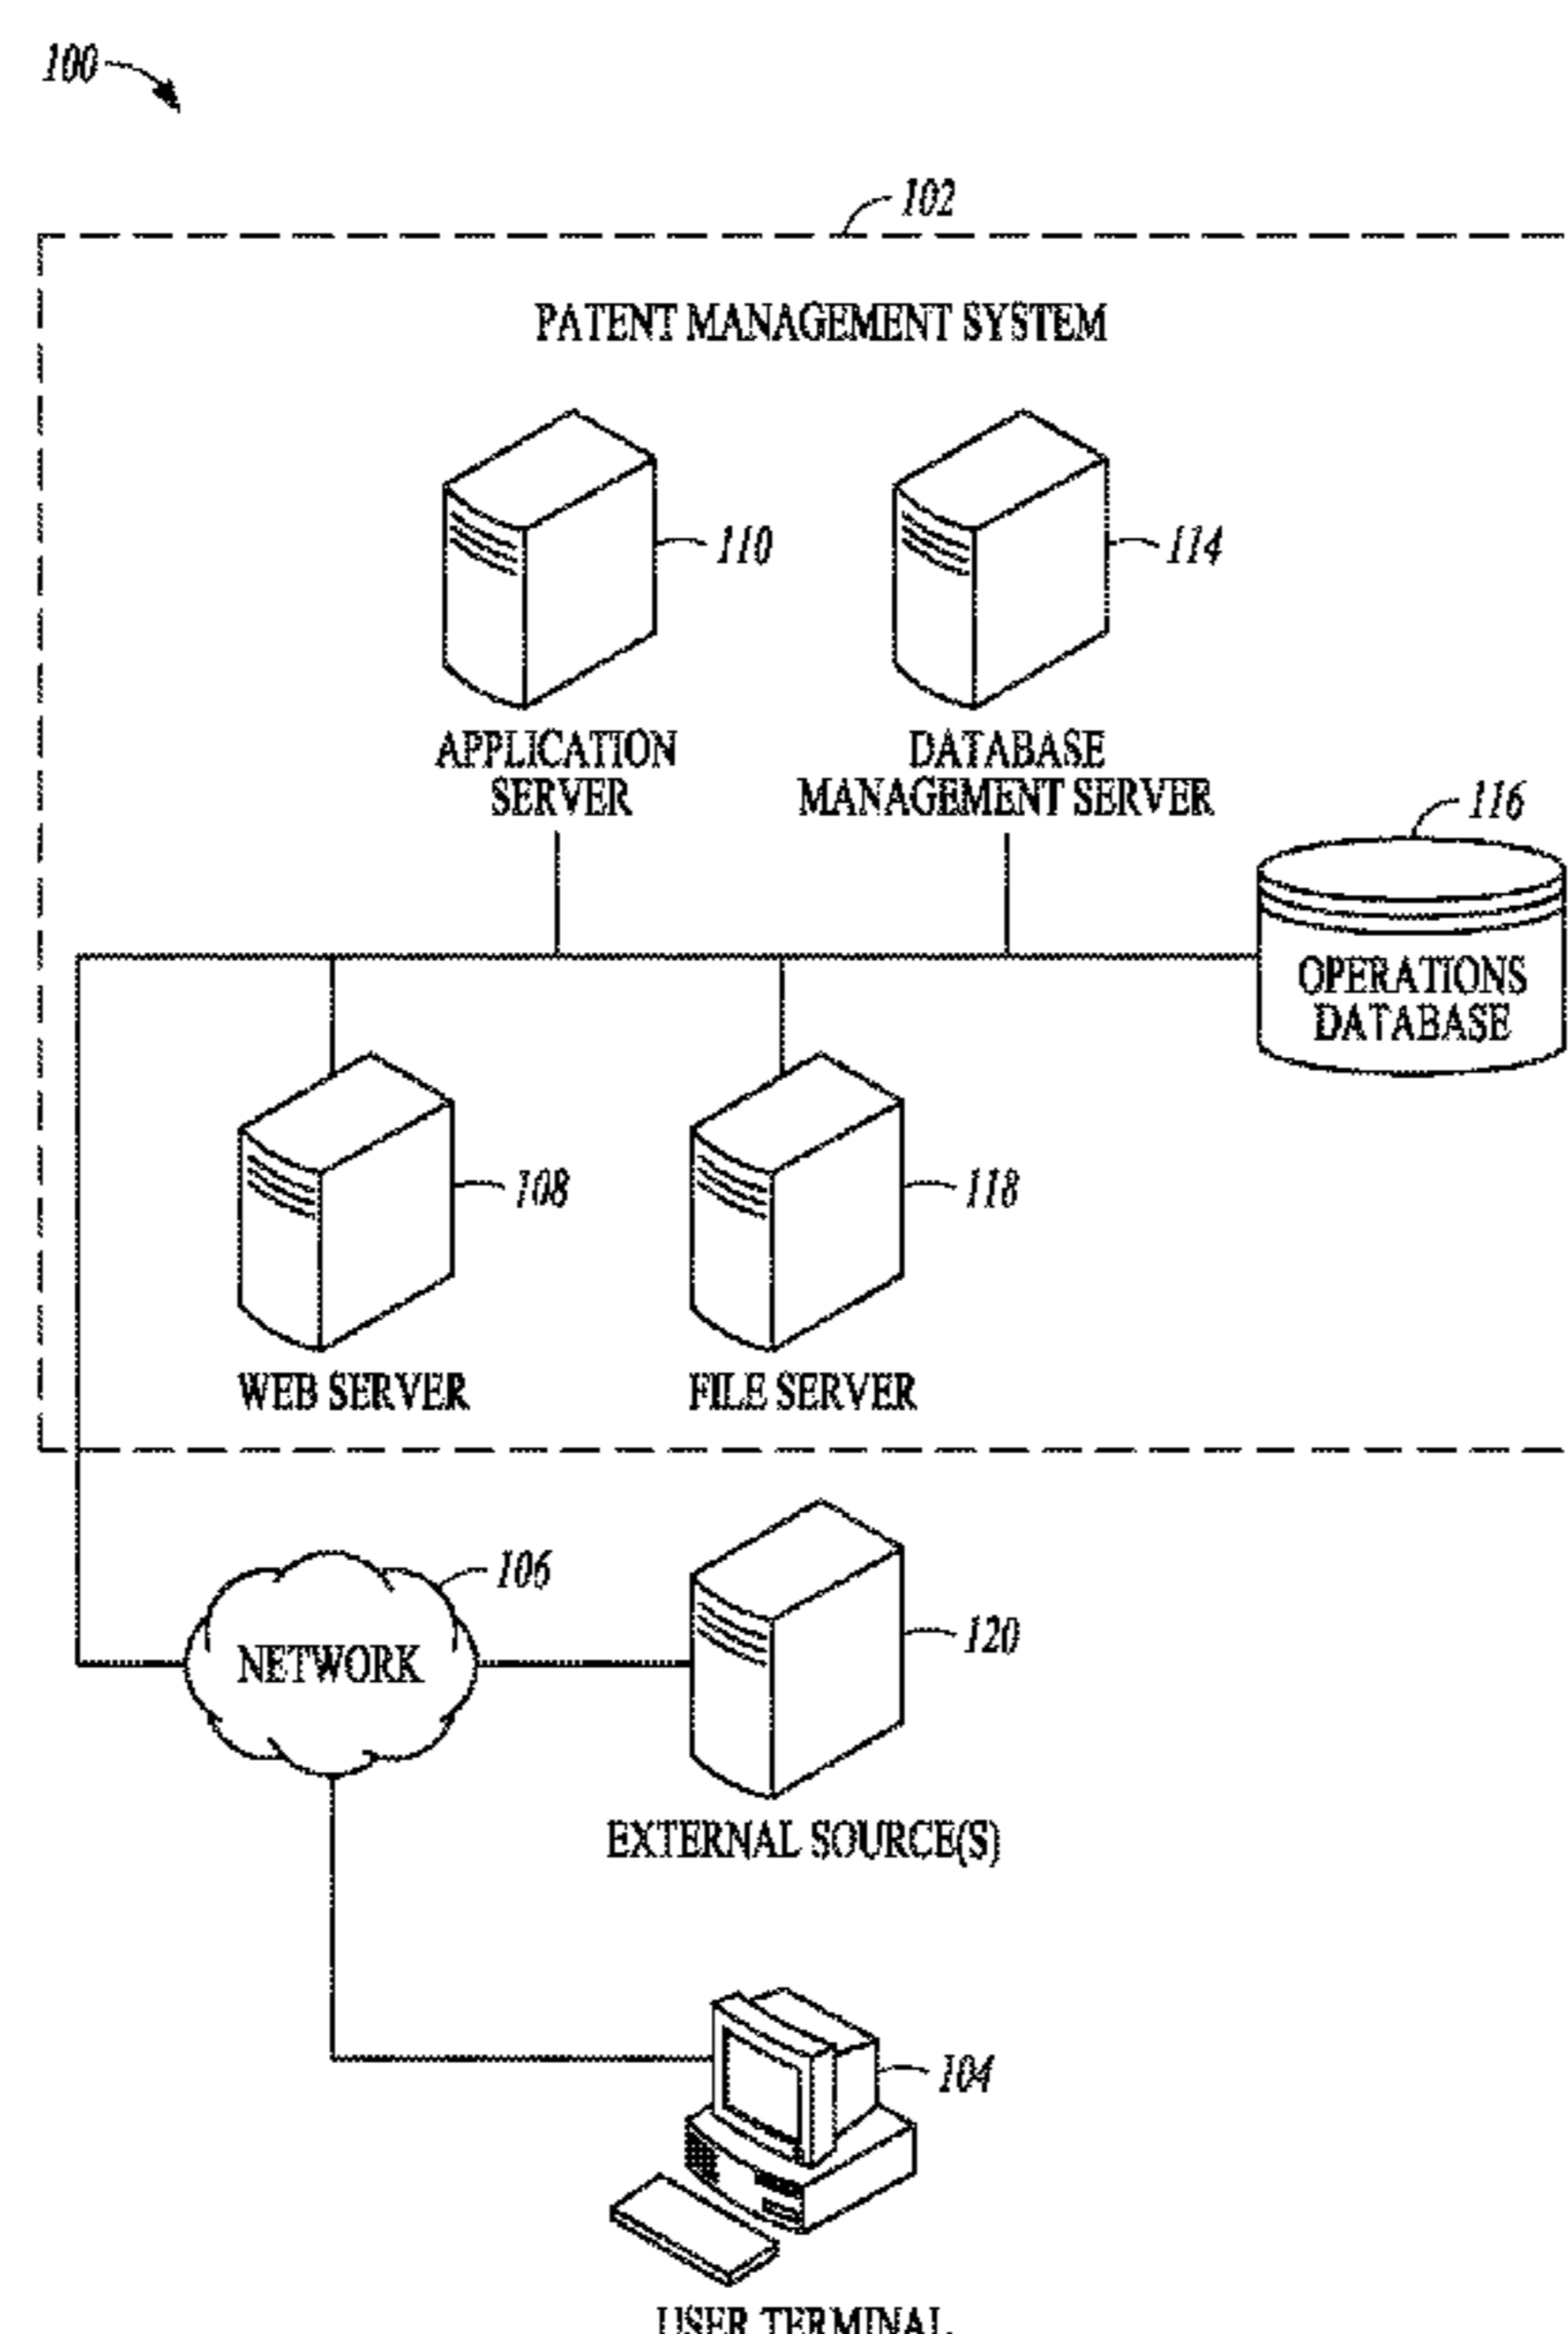 100
102
PATENT MANAGEMENT SYSTEM
110
114
APPLICATION
SERVER
DATABASE
MANAGEMENT SERVER
116
OPERATIONS
DATABASE
108
118
WEB SERVER
FILE SERVER
106
NETWORK
120
EXTERNAL SOURCE(S)
104
USER TERMINAL